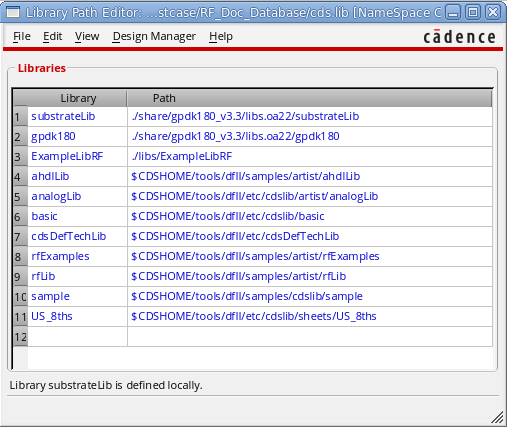 Library Path Editor: ...stcase/RF_Doc_Database/cds.lib [NameSpace C
File Edit View Design Manager Help
cādence
Libraries
Library Path
1 substrateLib ./share/gpdk180_v3.3/libs.oa22/substrateLib
2 gpdk180 ./share/gpdk180_v3.3/libs.oa22/gpdk180
3 ExampleLibRF ./libs/ExampleLibRF
4 ahdlLib $CDSHOME/tools/dfII/samples/artist/ahdlLib
5 analogLib $CDSHOME/tools/dfII/etc/cdslib/artist/analogLib
6 basic $CDSHOME/tools/dfII/etc/cdslib/basic
7 cdsDefTechLib $CDSHOME/tools/dfII/etc/cdsDefTechLib
8 rfExamples $CDSHOME/tools/dfII/samples/artist/rfExamples
9 rfLib $CDSHOME/tools/dfII/samples/artist/rfLib
10 sample $CDSHOME/tools/dfII/samples/cdslib/sample
11 US_8ths $CDSHOME/tools/dfII/etc/cdslib/sheets/US_8ths
12
Library substrateLib is defined locally.